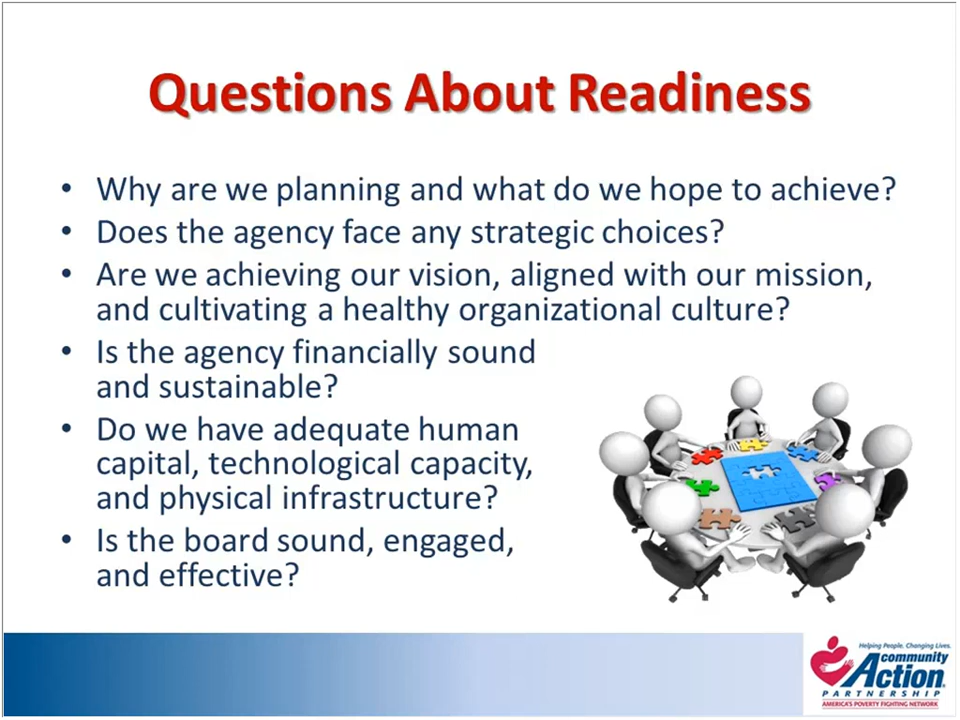 Questions About Readiness
• Why are we planning and what do we hope to achieve?
• Does the agency face any strategic choices?
• Are we achieving our vision, aligned with our mission,
and cultivating a healthy organizational culture?
• Is the agency financially sound
and sustainable?
• Do we have adequate human
capital, technological capacity,
and physical infrastructure?
• Is the board sound, engaged,
and effective?
Helping People. Changing Lives.
community
Action
PARTNERSHIP
AMERICA'S POVERTY FIGHTING NETWORK